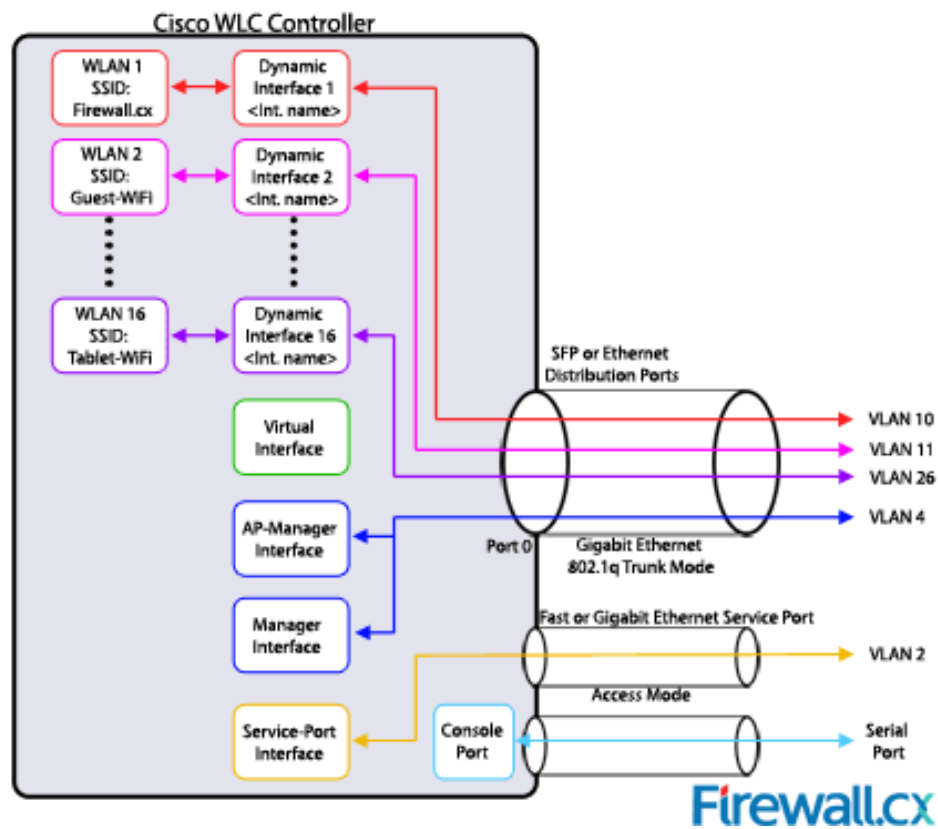 Cisco WLC Controller
WLAN 1
SSID:
Firewall.cx
Dynamic
Interface 1
<Int. name>
WLAN 2
SSID:
Guest-WiFi
Dynamic
Interface 2
<Int. name>
WLAN 16
SSID:
Tablet-WiFi
Dynamic
Interface 16
<Int. name>
Virtual
Interface
AP-Manager
Interface
Manager
Interface
Service-Port
Interface
Console
Port
SFP or Ethernet
Distribution Ports
VLAN 10
VLAN 11
VLAN 26
VLAN 4
Port 0
Gigabit Ethernet
802.1q Trunk Mode
Fast or Gigabit Ethernet Service Port
VLAN 2
Access Mode
Serial
Port
Firewall.cx